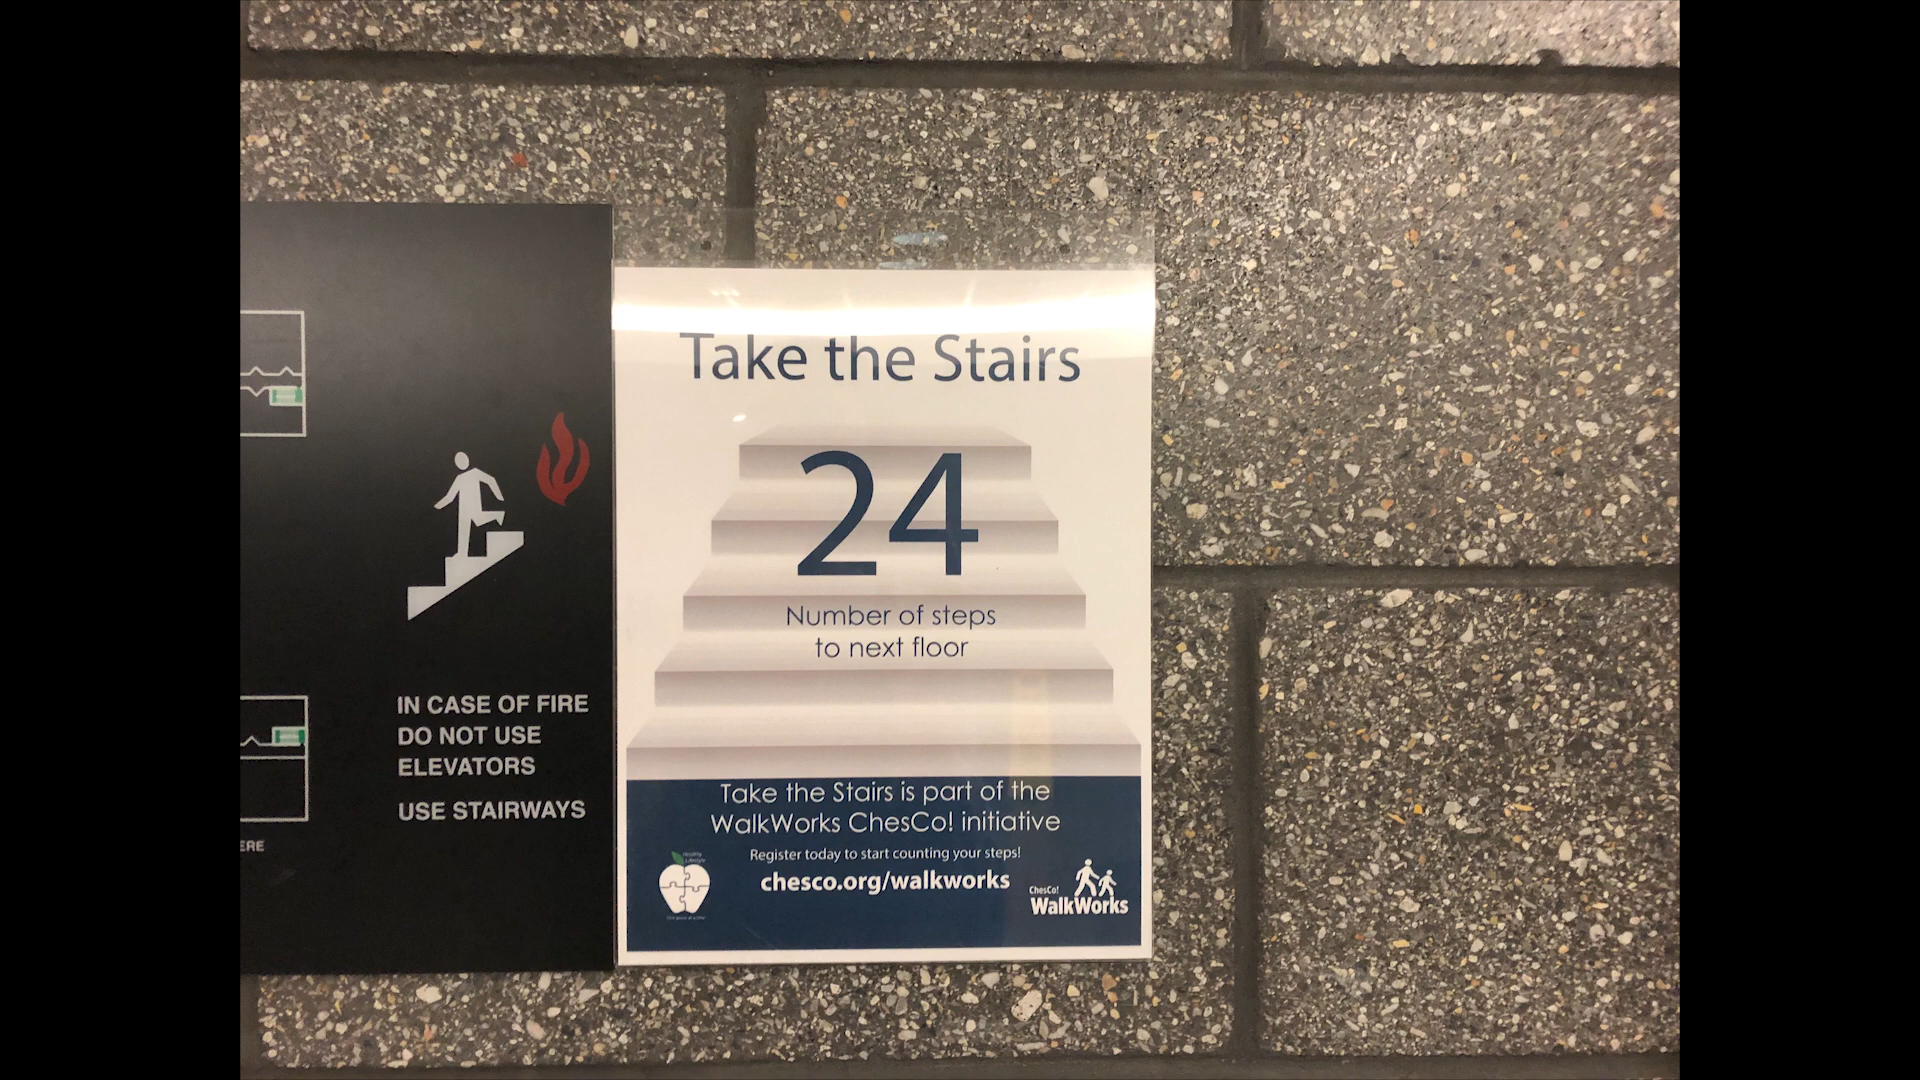 IN CASE OF FIRE
DO NOT USE
ELEVATORS
USE STAIRWAYS
ERE
Take the Stairs
24
Number of steps
to next floor
Take the Stairs is part of the
WalkWorks ChesCo! initiative
Register today to start counting your steps!
chesco.org/walkworks
Healthy
Lifestyle
ChesCo!
WalkWorks